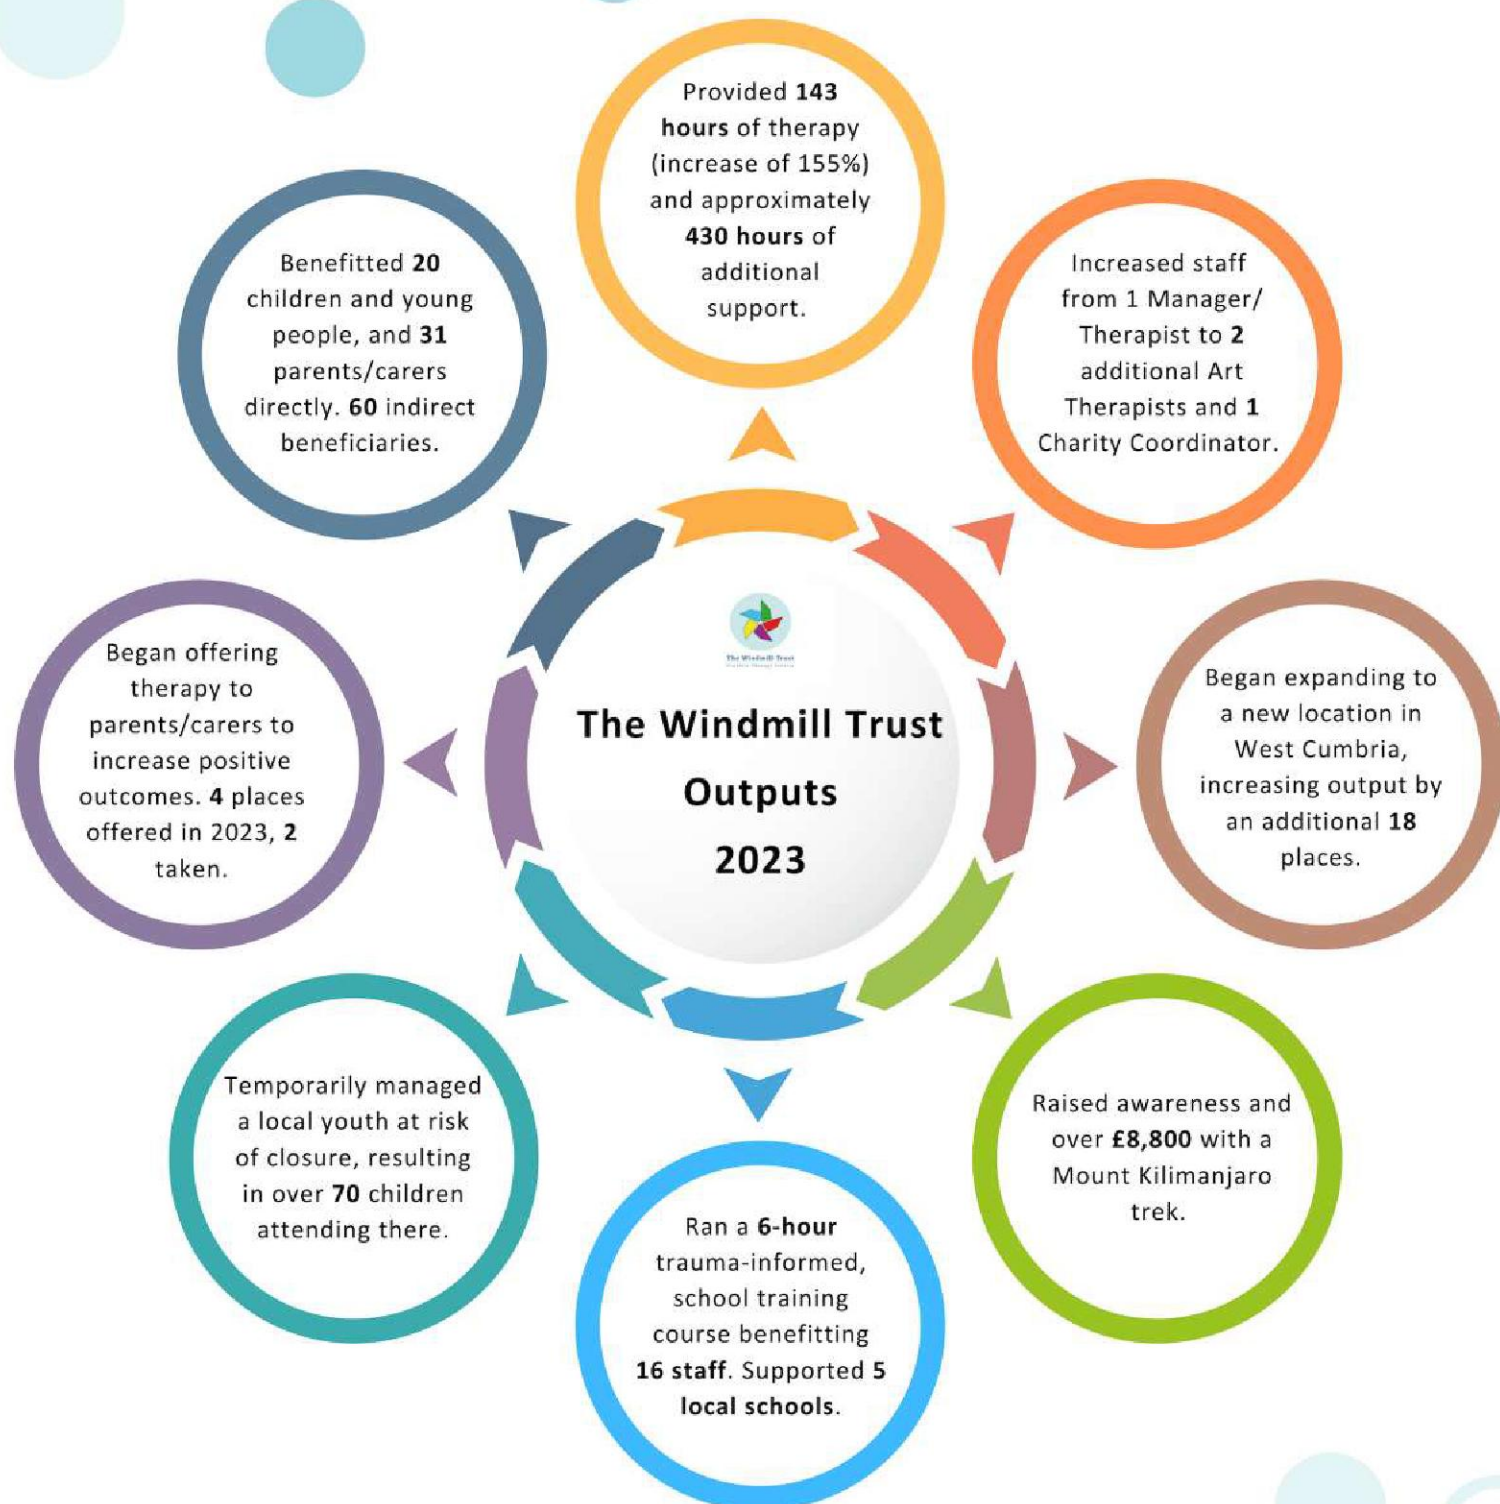 Provided 143
hours of therapy
(increase of 155%)
and approximately
430 hours of
additional
support.
Increased staff
from 1 Manager/
Therapist to 2
additional Art
Therapists and 1
Charity Coordinator.
Began expanding to
a new location in
West Cumbria,
increasing output by
an additional 18
places.
Raised awareness and
over £8,800 with a
Mount Kilimanjaro
trek.
Ran a 6-hour
trauma-informed,
school training
course benefitting
16 staff. Supported 5
local schools.
Temporarily managed
a local youth at risk
of closure, resulting
in over 70 children
attending there.
Began offering
therapy to
parents/carers to
increase positive
outcomes. 4 places
offered in 2023, 2
taken.
Benefitted 20
children and young
people, and 31
parents/carers
directly. 60 indirect
beneficiaries.
The Windmill Trust
The Windmill Trust
Outputs
2023